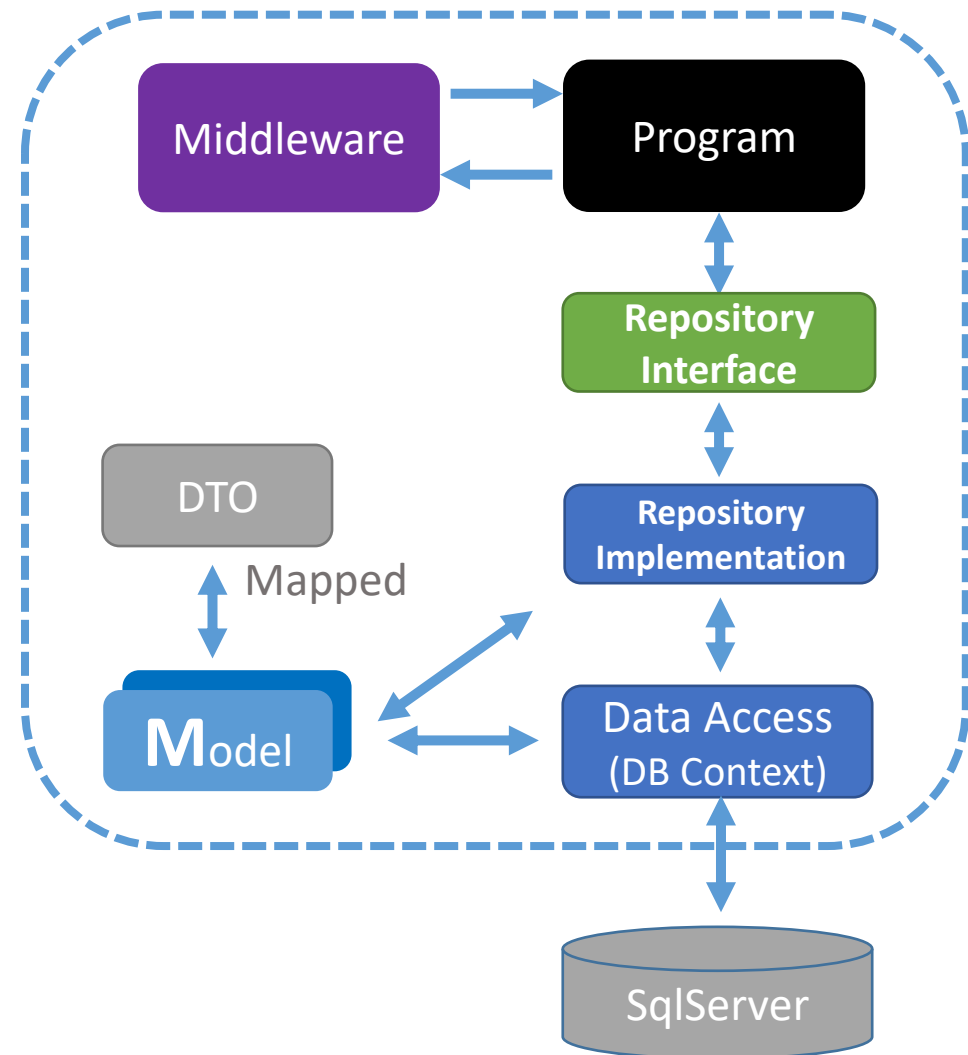 Middleware
Program
Repository
Interface
DTO
Repository
Implementation
Mapped
Model
Data Access
(DB Context)
SqlServer